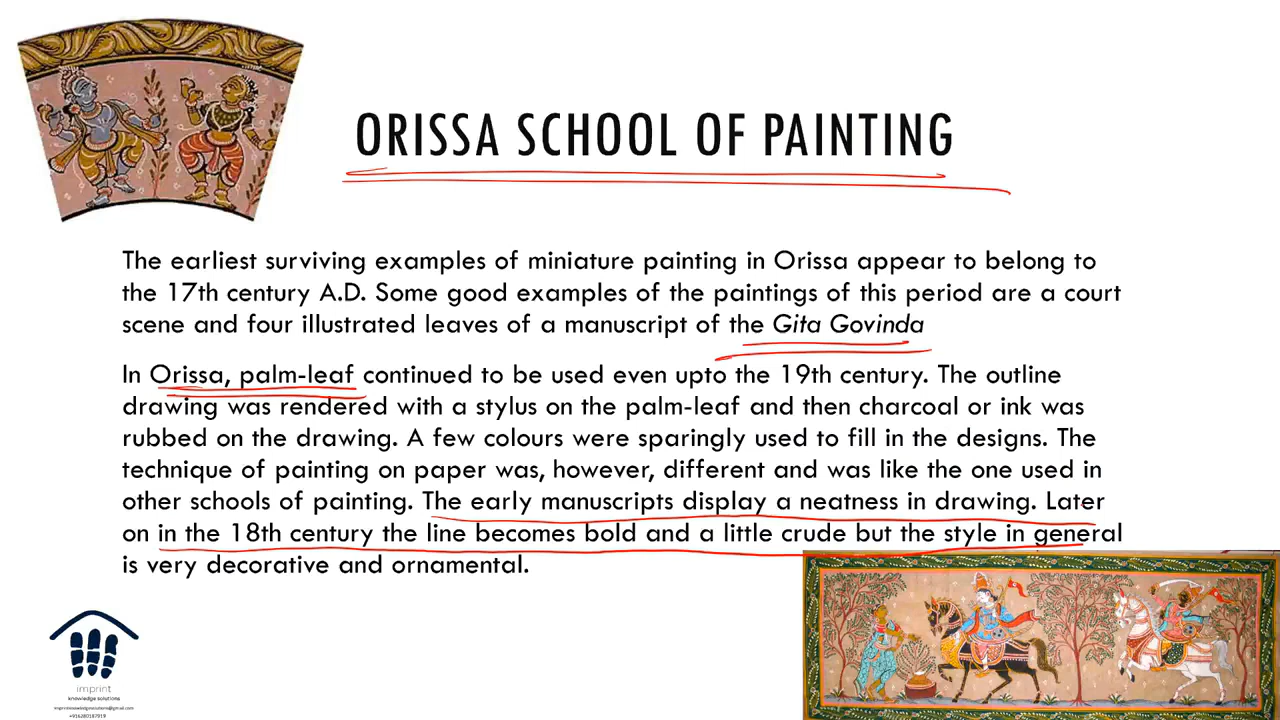 ORISSA SCHOOL OF PAINTING
The earliest surviving examples of miniature painting in Orissa appear to belong to
the 17th century A.D. Some good examples of the paintings of this period are a court
scene and four illustrated leaves of a manuscript of the Gita Govinda
In Orissa, palm-leaf continued to be used even upto the 19th century. The outline
drawing was rendered with a stylus on the palm-leaf and then charcoal or ink was
rubbed on the drawing. A few colours were sparingly used to fill in the designs. The
technique of painting on paper was, however, different and was like the one used in
other schools of painting. The early manuscripts display a neatness in drawing. Later
on in the 18th century the line becomes bold and a little crude but the style in general
is very decorative and ornamental.
imprint
knowledge solutions
imprintknowledgesolutions@gmail.com
+916280187919